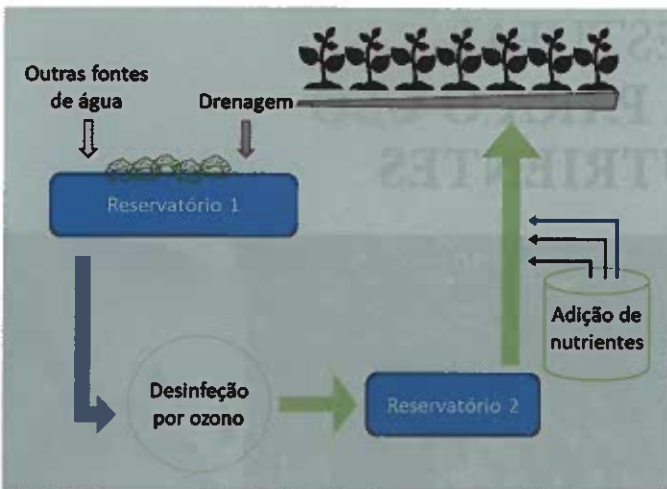 Outras fontes
de água
Drenagem
Reservatório 1
Adição de
nutrientes
Desinfeção
por ozono
Reservatório 2